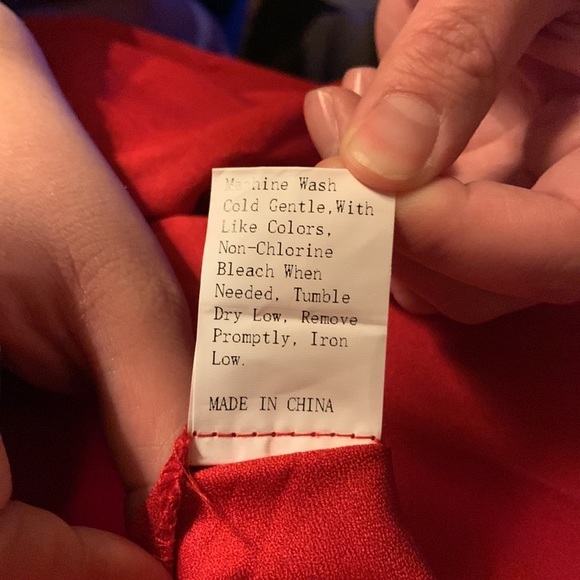 Machine Wash
Cold Gentle,With
Like Colors,
Non-Chlorine
Bleach When
Needed, Tumble
Dry Low, Remove
Promptly, Iron
Low.
MADE IN CHINA